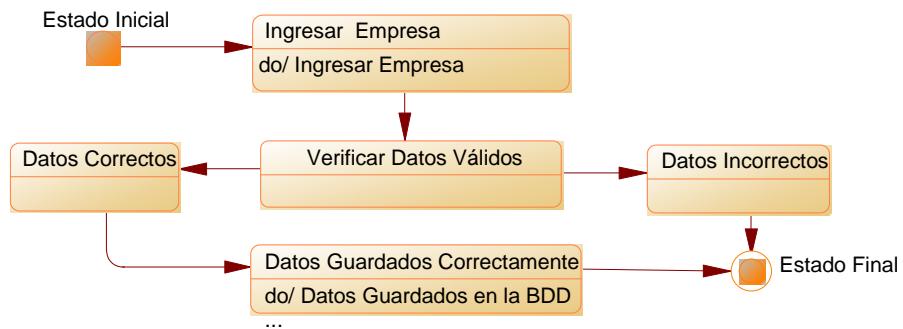 Estado Inicial
Ingresar Empresa
do/ Ingresar Empresa
Datos Correctos
Verificar Datos Válidos
Datos Incorrectos
Datos Guardados Correctamente
do/ Datos Guardados en la BDD
...
Estado Final